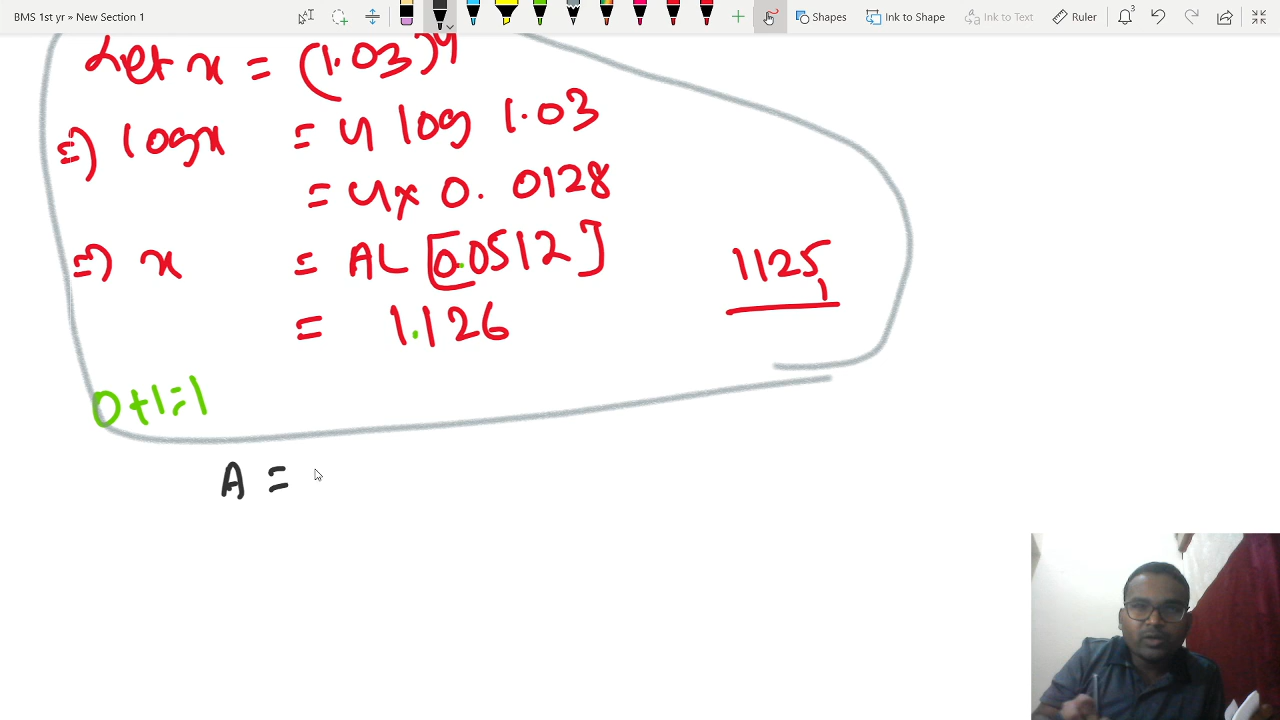 BMS 1st yr » New Section 1
Shapes
Ink to Shape
Ink to Text
Ruler
Let x = (1.03)^4
=) log x = 4 log 1.03
= 4 x 0.0128
=) x = AL [0.0512]
= 1.126
1125
1
0+1=1
A =